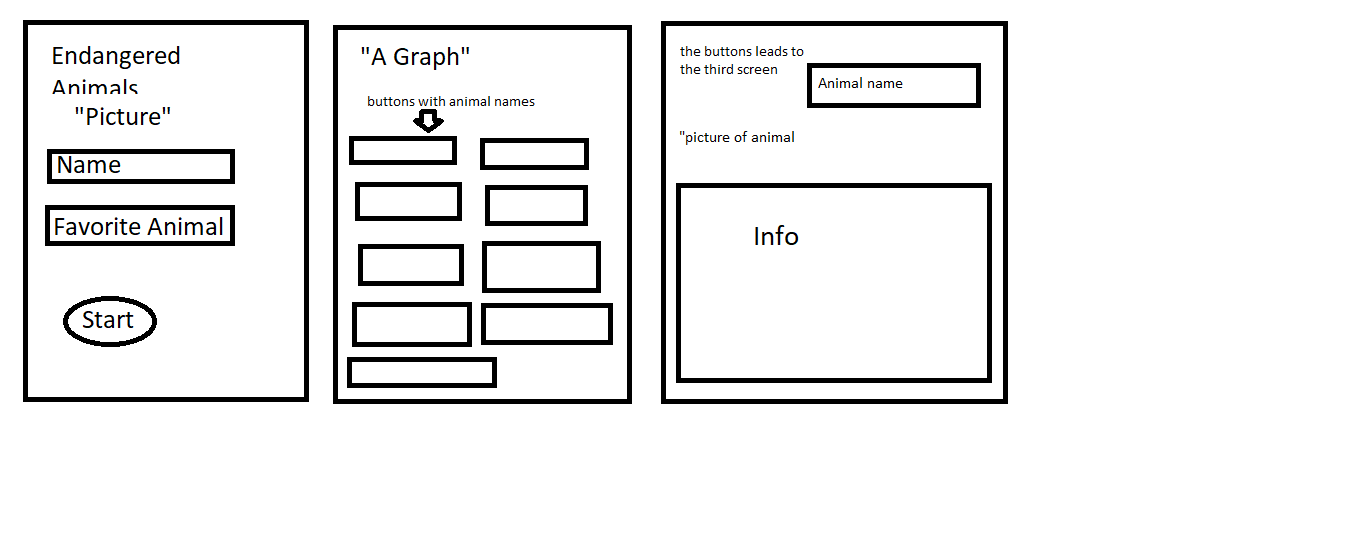 Endangered
Animals
"Picture"
Name
Favorite Animal
Start
"A Graph"
buttons with animal names
the buttons leads to
the third screen
Animal name
"picture of animal
Info